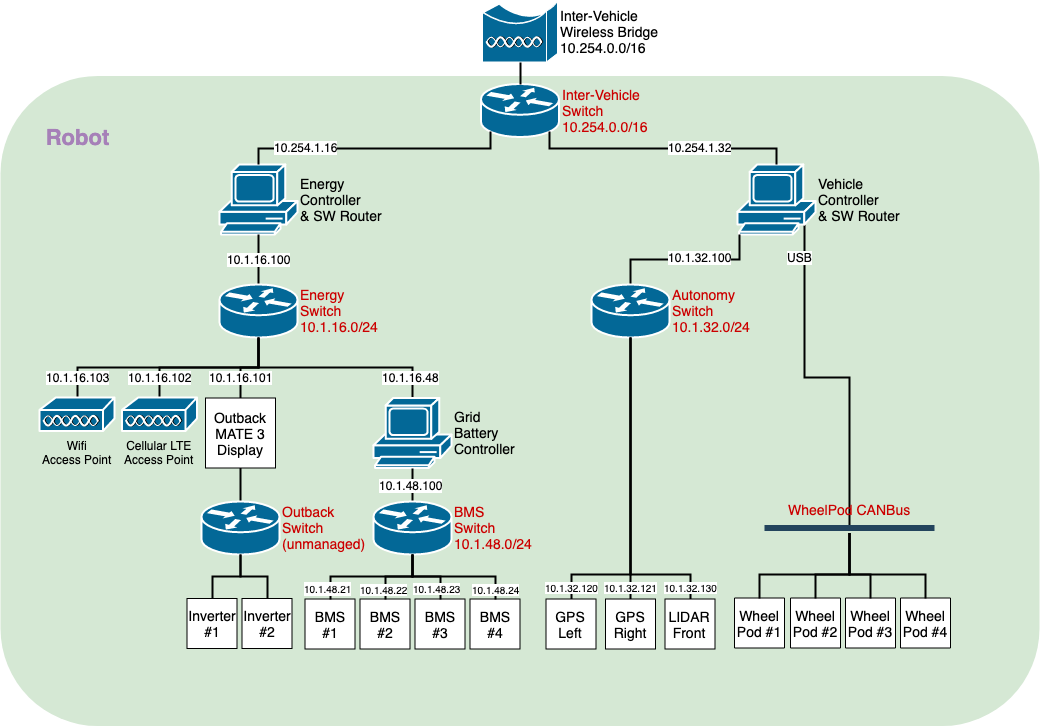 Inter-Vehicle
Wireless Bridge
10.254.0.0/16
Inter-Vehicle
Switch
10.254.0.0/16
Robot
10.254.1.16
10.254.1.32
Energy
Controller
& SW Router
Vehicle
Controller
& SW Router
10.1.16.100
10.1.32.100
USB
Energy
Switch
10.1.16.0/24
Autonomy
Switch
10.1.32.0/24
10.1.16.103
10.1.16.102
10.1.16.101
10.1.16.48
Wifi
Access Point
Cellular LTE
Access Point
Outback
MATE 3
Display
Grid
Battery
Controller
10.1.48.100
Outback
Switch
(unmanaged)
BMS
Switch
10.1.48.0/24
WheelPod CANBus
10.1.48.21
10.1.48.22
10.1.48.23
10.1.48.24
10.1.32.120
10.1.32.121
10.1.32.130
Inverter
#1
Inverter
#2
BMS
#1
BMS
#2
BMS
#3
BMS
#4
GPS
Left
GPS
Right
LIDAR
Front
Wheel
Pod #1
Wheel
Pod #2
Wheel
Pod #3
Wheel
Pod #4